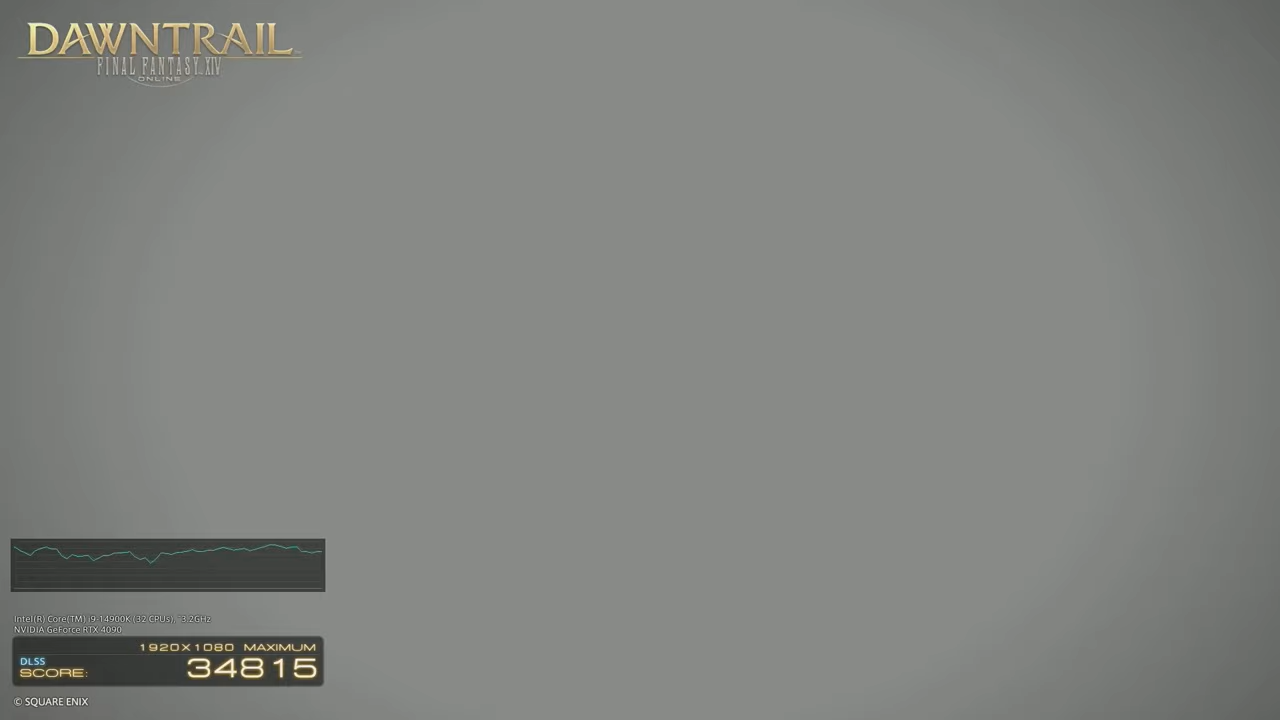 DAWNTRAIL
FINAL FANTASY XIV
ONLINE
Intel(R) Core(TM) i9-14900K (32 CPUs), ~3.2GHz
NVIDIA GeForce RTX 4090
1920X1080 MAXIMUM
DLSS
SCORE: 34815
© SQUARE ENIX